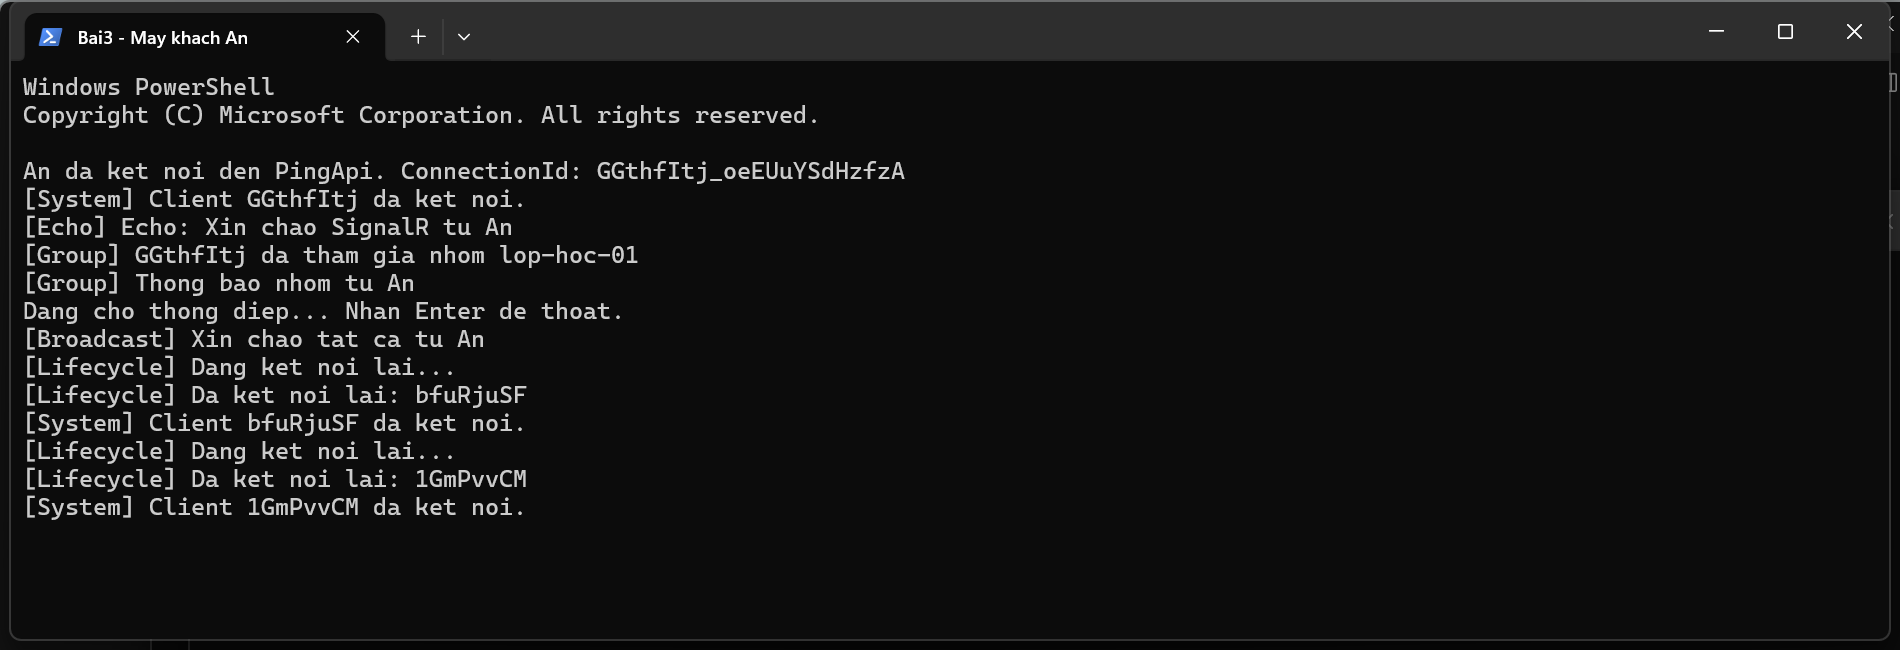 Bai3 - May khach An
Windows PowerShell
Copyright (C) Microsoft Corporation. All rights reserved.
An da ket noi den PingApi. ConnectionId: GGthfItj_oeEUuYSdHzfzA
[System] Client GGthfItj da ket noi.
[Echo] Echo: Xin chao SignalR tu An
[Group] GGthfItj da tham gia nhom lop-hoc-01
[Group] Thong bao nhom tu An
Dang cho thong diep... Nhan Enter de thoat.
[Broadcast] Xin chao tat ca tu An
[Lifecycle] Dang ket noi lai...
[Lifecycle] Da ket noi lai: bfuRjuSF
[System] Client bfuRjuSF da ket noi.
[Lifecycle] Dang ket noi lai...
[Lifecycle] Da ket noi lai: 1GmPvvCM
[System] Client 1GmPvvCM da ket noi.